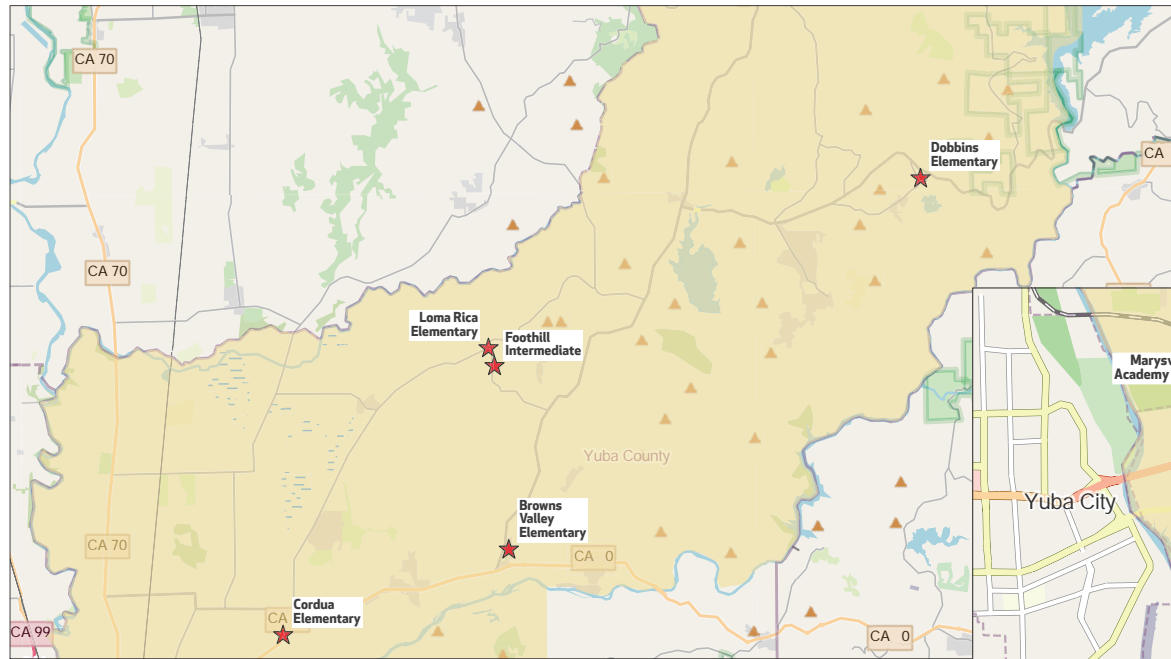 CA 70
Dobbins
Elementary
CA
CA 70
Loma Rica
Elementary
Foothill
Intermediate
Marysv
Academy
Yuba County
Yuba City
Browns
Valley
Elementary
CA 70
CA 0
Cordua
Elementary
CA
CA 99
CA 0